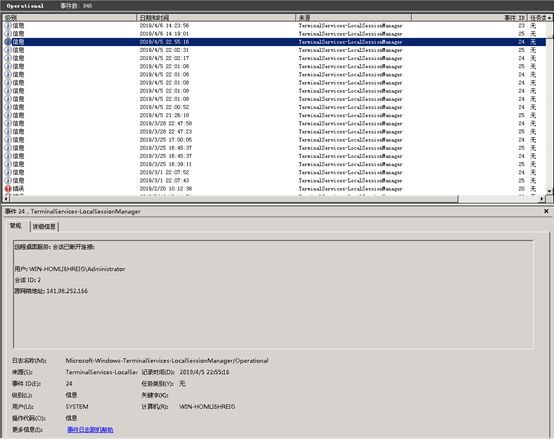 Operational 事件数: 846
级别 日期和时间 来源 事件 ID 任务类
信息 2019/4/6 14:23:56 TerminalServices-LocalSessionManager 23 无
信息 2019/4/6 14:19:01 TerminalServices-LocalSessionManager 25 无
信息 2019/4/5 22:55:16 TerminalServices-LocalSessionManager 24 无
信息 2019/4/5 22:02:31 TerminalServices-LocalSessionManager 25 无
信息 2019/4/5 22:02:17 TerminalServices-LocalSessionManager 24 无
信息 2019/4/5 22:01:08 TerminalServices-LocalSessionManager 25 无
信息 2019/4/5 22:01:08 TerminalServices-LocalSessionManager 24 无
信息 2019/4/5 22:01:08 TerminalServices-LocalSessionManager 25 无
信息 2019/4/5 22:01:08 TerminalServices-LocalSessionManager 24 无
信息 2019/4/5 22:00:52 TerminalServices-LocalSessionManager 25 无
信息 2019/4/5 21:25:18 TerminalServices-LocalSessionManager 24 无
信息 2019/3/28 22:47:58 TerminalServices-LocalSessionManager 24 无
信息 2019/3/28 22:47:23 TerminalServices-LocalSessionManager 25 无
信息 2019/3/25 17:00:05 TerminalServices-LocalSessionManager 24 无
信息 2019/3/25 16:45:37 TerminalServices-LocalSessionManager 25 无
信息 2019/3/25 16:45:37 TerminalServices-LocalSessionManager 24 无
信息 2019/3/25 16:39:11 TerminalServices-LocalSessionManager 25 无
信息 2019/3/1 22:07:52 TerminalServices-LocalSessionManager 24 无
信息 2019/3/1 22:07:43 TerminalServices-LocalSessionManager 25 无
错误 2019/2/20 10:12:38 TerminalServices-LocalSessionManager 20 无
事件 24，TerminalServices-LocalSessionManager
常规 详细信息
远程桌面服务: 会话已断开连接:
用户: WIN-HOMLI6HREIG\Administrator
会话 ID: 2
源网络地址: 141.98.252.166
日志名称(M): Microsoft-Windows-TerminalServices-LocalSessionManager/Operational
来源(S): TerminalServices-LocalSe 记录时间(D): 2019/4/5 22:55:16
事件 ID(E): 24 任务类别(Y): 无
级别(L): 信息 关键字(K):
用户(U): SYSTEM 计算机(R): WIN-HOMLI6HREIG
操作代码(O): 信息
更多信息(I): 事件日志联机帮助